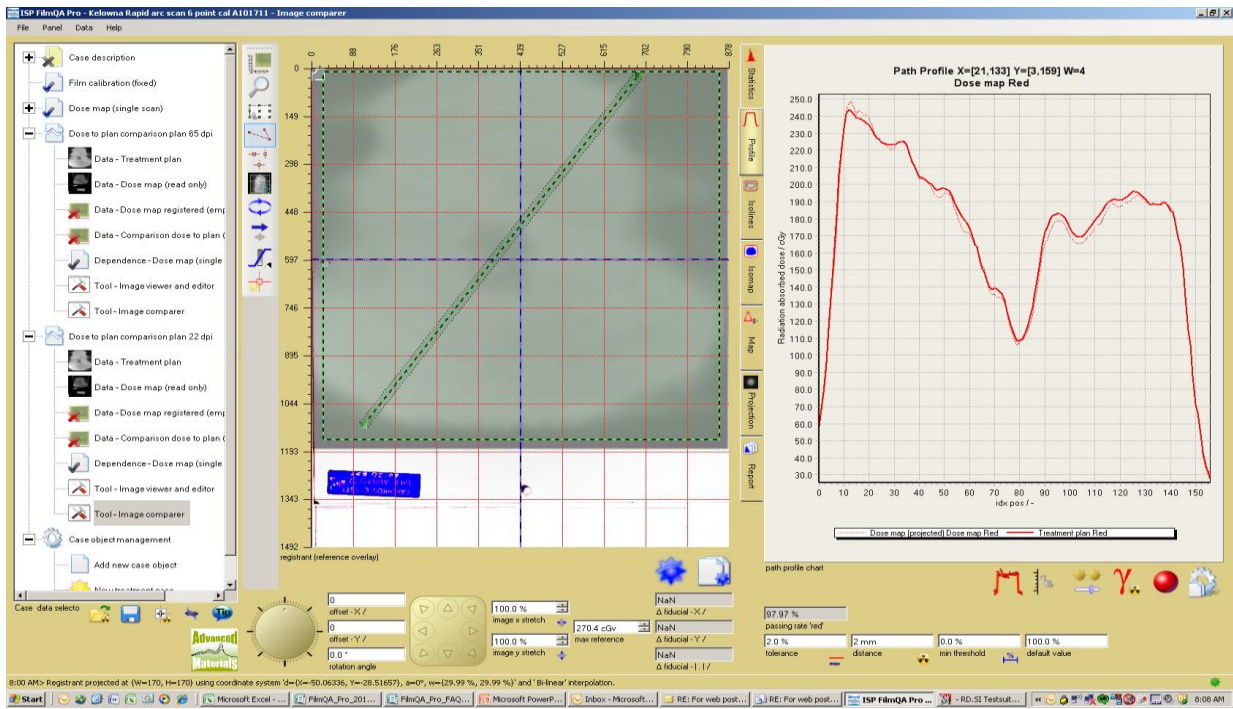 ISP FilmQA Pro - Kelowna Rapid arc scan 6 point cal A101711 - Image comparer
File Panel Data Help
Case description
Film calibration (fixed)
Dose map (single scan)
Dose to plan comparison plan 65 dpi
Data - Treatment plan
Data - Dose map (read only)
Data - Dose map registered (emp
Data - Comparison dose to plan (
Dependence - Dose map (single
Tool - Image viewer and editor
Tool - Image comparer
Dose to plan comparison plan 22 dpi
Data - Treatment plan
Data - Dose map (read only)
Data - Dose map registered (emp
Data - Comparison dose to plan (
Dependence - Dose map (single
Tool - Image viewer and editor
Tool - Image comparer
Case object management
Add new case object
New treatment case
Case data selecto
Tip
Advanced
Materials
0 88 176 263 351 439 527 615 702 790 878
0
149
298
448
597
746
895
1044
1193
1343
1492
registrant (reference overlay)
0
offset - X /
0
offset - Y /
0.0 °
rotation angle
100.0 %
image x stretch
100.0 %
image y stretch
270.4 cGy
max reference
NaN
Δ fiducial - X /
NaN
Δ fiducial - Y /
NaN
Δ fiducial - | . | /
Statistics
Profile
Isolines
Isomap
Map
Projection
Report
Path Profile X=[21,133] Y=[3,159] W=4
Dose map Red
Radiation absorbed dose / cGy
250.0
240.0
230.0
220.0
210.0
200.0
190.0
180.0
170.0
160.0
150.0
140.0
130.0
120.0
110.0
100.0
90.0
80.0
70.0
60.0
50.0
40.0
30.0
0 10 20 30 40 50 60 70 80 90 100 110 120 130 140 150
idx pos / -
Dose map (projected) Dose map Red Treatment plan Red
path profile chart
97.97 %
passing rate 'red'
2.0 %
tolerance
2 mm
distance
0.0 %
min threshold
100.0 %
default value
8:00 AM> Registrant projected at {W=170, H=170} using coordinate system 'd={X=-50.06336, Y=-28.51657}, a=0°, w={29.99 %, 29.99 %}' and 'Bi-linear' interpolation.
Start
Microsoft Excel - ...
FilmQA_Pro_201...
FilmQA_Pro_FAQ...
Microsoft PowerP...
Inbox - Microsoft...
RE: For web post...
RE: For web post...
ISP FilmQA Pro ...
- RD.SI Testsuit...
8:08 AM